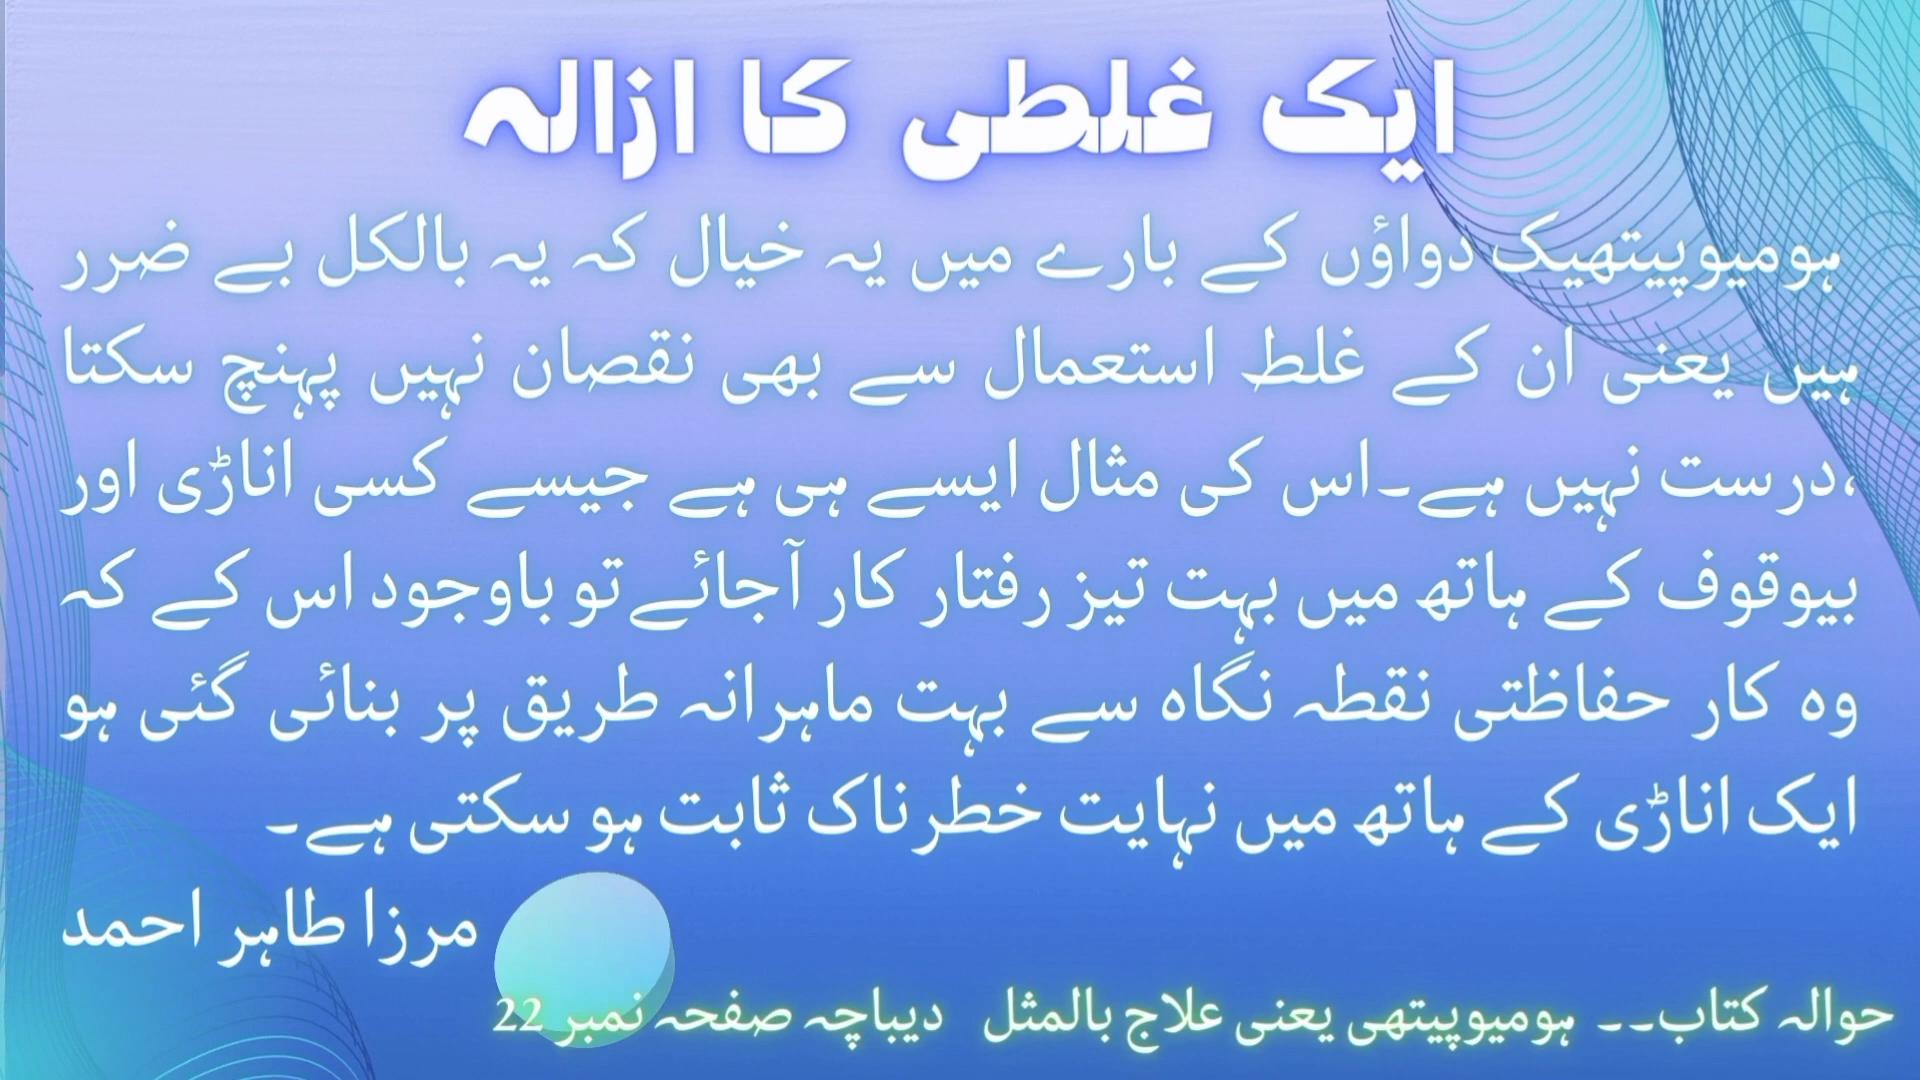 ایک غلطی کا ازالہ
ہومیوپیتھیک دواؤں کے بارے میں یہ خیال کہ یہ بالکل بے ضرر
ہیں یعنی ان کے غلط استعمال سے بھی نقصان نہیں پہنچ سکتا
،درست نہیں ہے۔اس کی مثال ایسے ہی ہے جیسے کسی اناڑی اور
بیوقوف کے ہاتھ میں بہت تیز رفتار کار آجائے تو باوجود اس کے کہ
وہ کار حفاظتی نقطہ نگاہ سے بہت ماہرانہ طریق پر بنائی گئی ہو
ایک اناڑی کے ہاتھ میں نہایت خطرناک ثابت ہو سکتی ہے۔
مرزا طاہر احمد
حوالہ کتاب۔۔ ہومیوپیتھی یعنی علاج بالمثل دیباچہ صفحہ نمبر 22